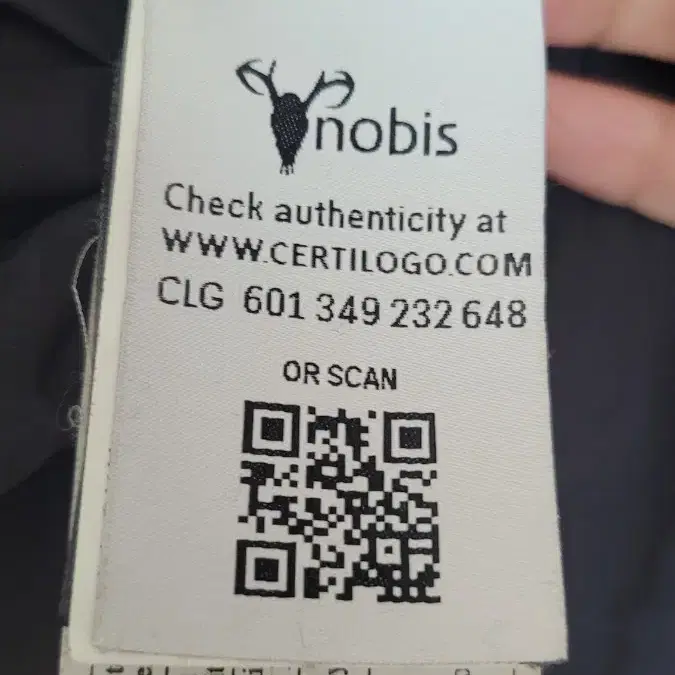 nobis
Check authenticity at
WWW.CERTILOGO.COM
CLG 601 349 232 648
OR SCAN